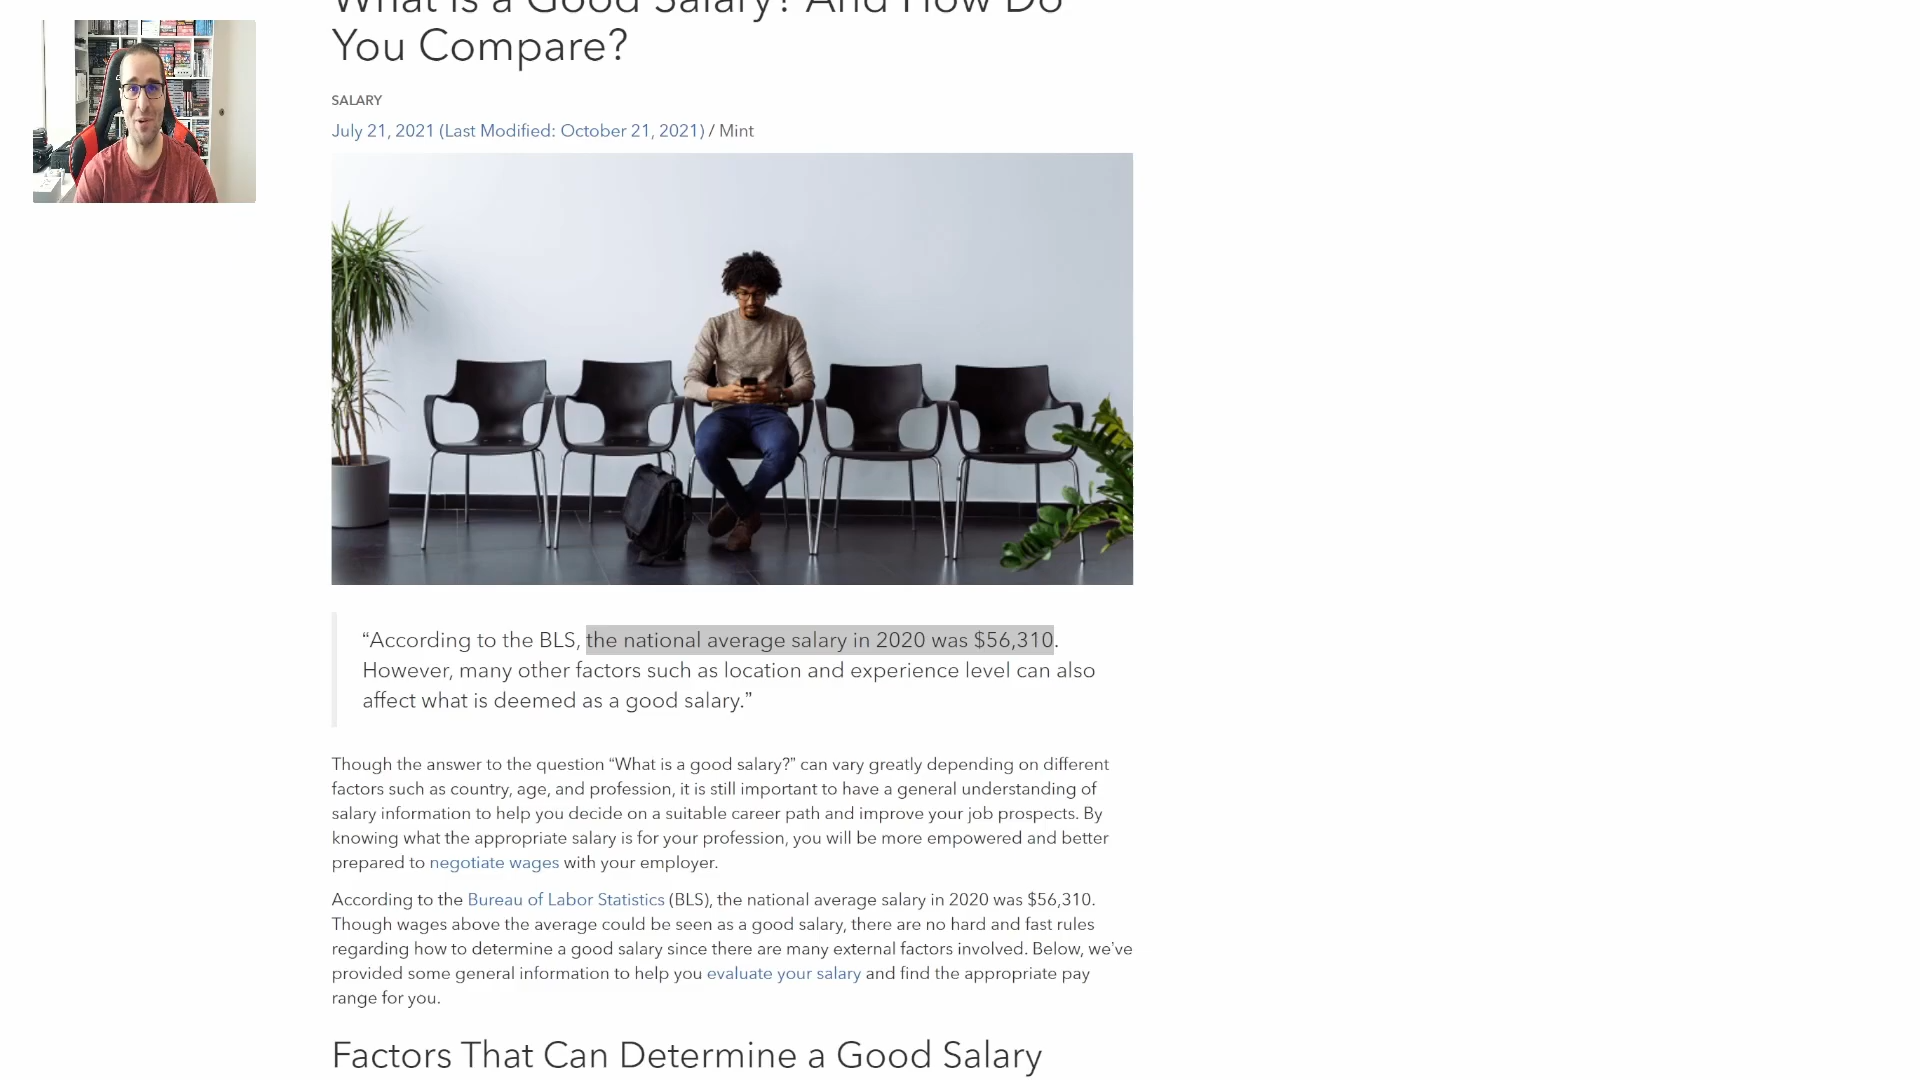 What is a Good Salary? And How Do
You Compare?
SALARY
July 21, 2021 (Last Modified: October 21, 2021) / Mint
“According to the BLS, the national average salary in 2020 was $56,310.
However, many other factors such as location and experience level can also
affect what is deemed as a good salary.”
Though the answer to the question “What is a good salary?” can vary greatly depending on different
factors such as country, age, and profession, it is still important to have a general understanding of
salary information to help you decide on a suitable career path and improve your job prospects. By
knowing what the appropriate salary is for your profession, you will be more empowered and better
prepared to negotiate wages with your employer.
According to the Bureau of Labor Statistics (BLS), the national average salary in 2020 was $56,310.
Though wages above the average could be seen as a good salary, there are no hard and fast rules
regarding how to determine a good salary since there are many external factors involved. Below, we’ve
provided some general information to help you evaluate your salary and find the appropriate pay
range for you.
Factors That Can Determine a Good Salary